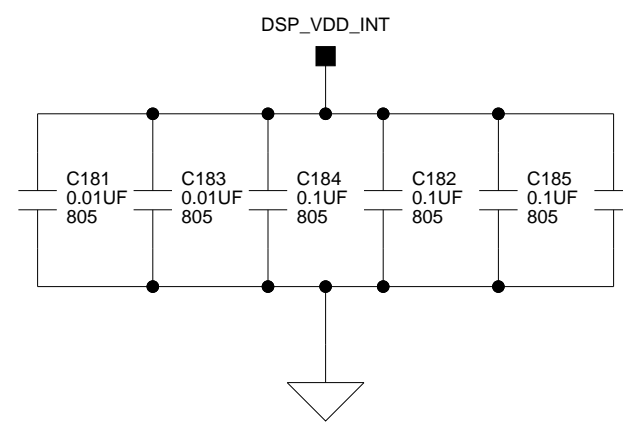 DSP_VDD_INT
C181
0.01UF
805
C183
0.01UF
805
C184
0.1UF
805
C182
0.1UF
805
C185
0.1UF
805